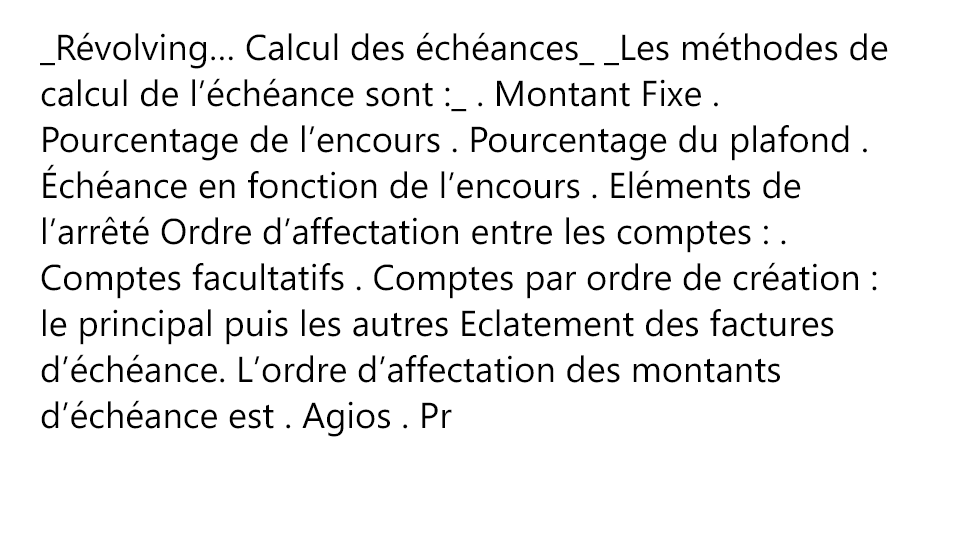 _Révolving… Calcul des échéances_ _Les méthodes de
calcul de l’échéance sont :_ . Montant Fixe .
Pourcentage de l’encours . Pourcentage du plafond .
Échéance en fonction de l’encours . Eléments de
l’arrêté Ordre d’affectation entre les comptes : .
Comptes facultatifs . Comptes par ordre de création :
le principal puis les autres Eclatement des factures
d’échéance. L’ordre d’affectation des montants
d’échéance est . Agios . Pr